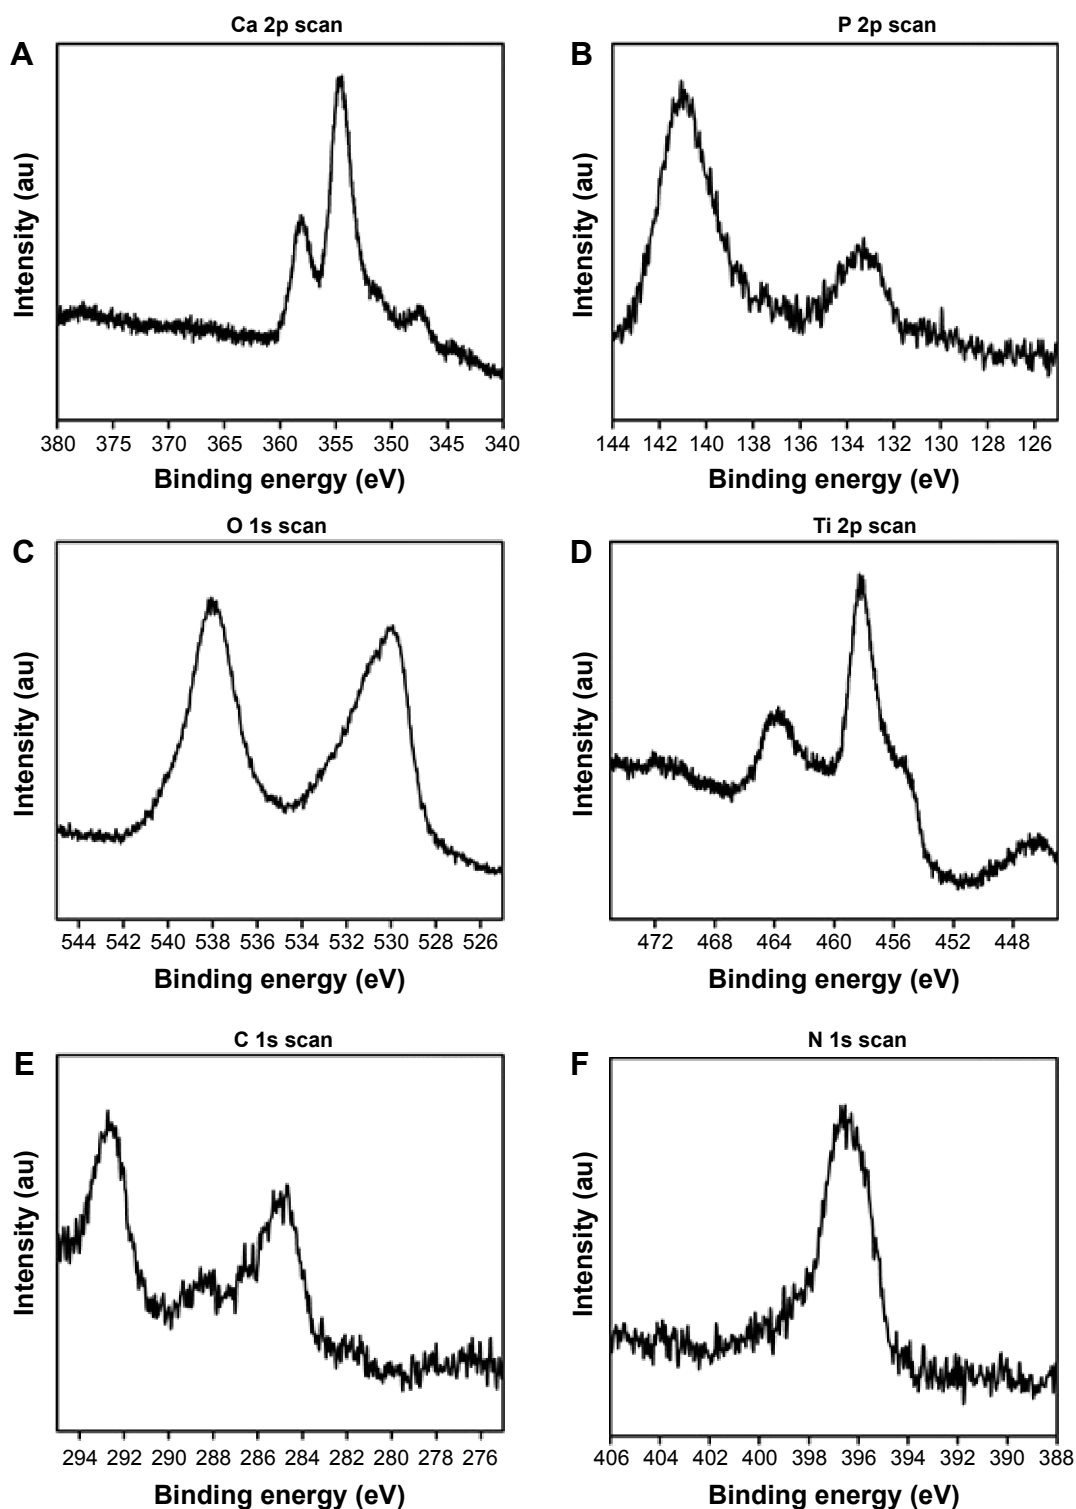 Ca 2p scan
A
Intensity (au)
380 375 370 365 360 355 350 345 340
Binding energy (eV)
P 2p scan
B
Intensity (au)
144 142 140 138 136 134 132 130 128 126
Binding energy (eV)
O 1s scan
C
Intensity (au)
544 542 540 538 536 534 532 530 528 526
Binding energy (eV)
Ti 2p scan
D
Intensity (au)
472 468 464 460 456 452 448
Binding energy (eV)
C 1s scan
E
Intensity (au)
294 292 290 288 286 284 282 280 278 276
Binding energy (eV)
N 1s scan
F
Intensity (au)
406 404 402 400 398 396 394 392 390 388
Binding energy (eV)